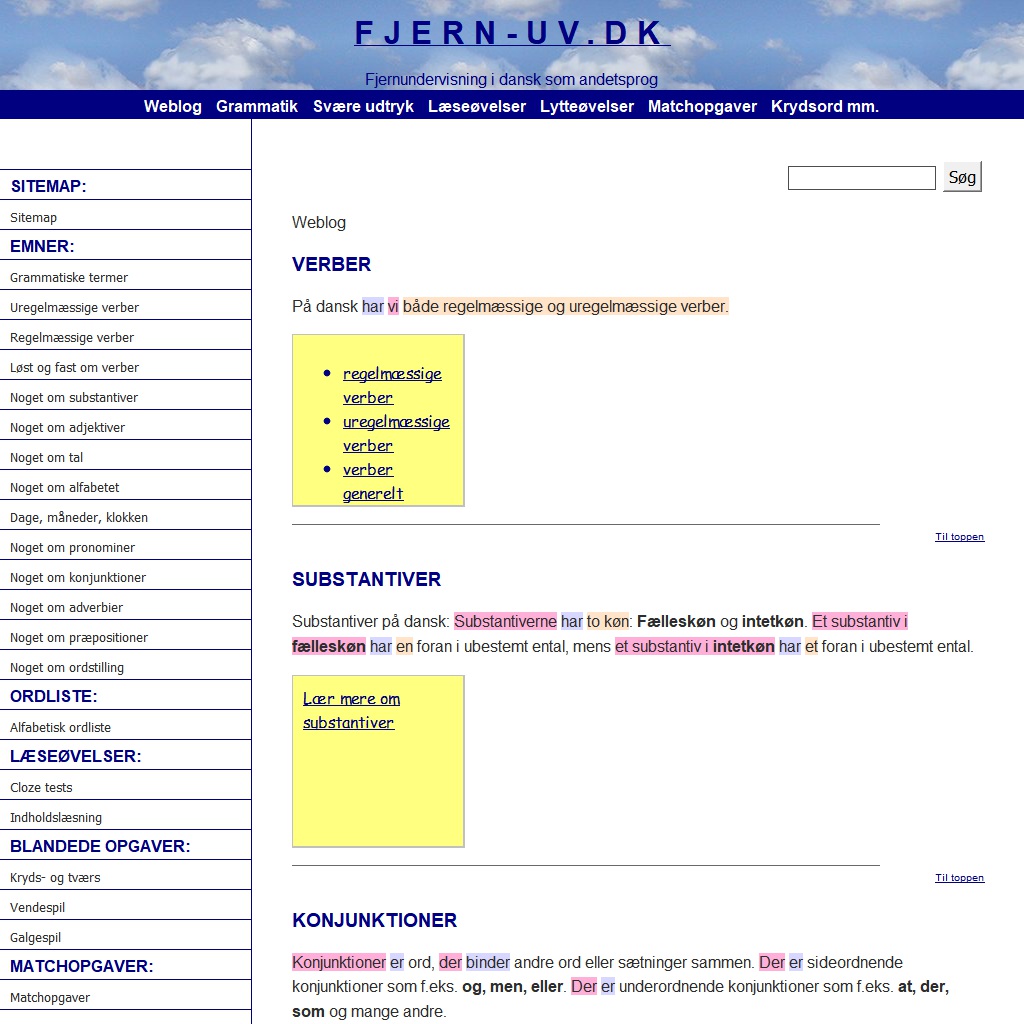 FJERN-UV.DK
Fjernundervisning i dansk som andetsprog
Weblog Grammatik Svære udtryk Læseøvelser Lytteøvelser Matchopgaver Krydsord mm.
SITEMAP:
Sitemap
EMNER:
Grammatiske termer
Uregelmæssige verber
Regelmæssige verber
Løst og fast om verber
Noget om substantiver
Noget om adjektiver
Noget om tal
Noget om alfabetet
Dage, måneder, klokken
Noget om pronominer
Noget om konjunktioner
Noget om adverbier
Noget om præpositioner
Noget om ordstilling
ORDLISTE:
Alfabetisk ordliste
LÆSEØVELSER:
Cloze tests
Indholdslæsning
BLANDEDE OPGAVER:
Kryds- og tværs
Vendespil
Galgespil
MATCHOPGAVER:
Matchopgaver
Søg
Weblog
VERBER
På dansk har vi både regelmæssige og uregelmæssige verber.
regelmæssige
verber
uregelmæssige
verber
verber
generelt
Til toppen
SUBSTANTIVER
Substantiver på dansk: Substantiverne har to køn: Fælleskøn og intetkøn. Et substantiv i
fælleskøn har en foran i ubestemt ental, mens et substantiv i intetkøn har et foran i ubestemt ental.
Lær mere om
substantiver
Til toppen
KONJUNKTIONER
Konjunktioner er ord, der binder andre ord eller sætninger sammen. Der er sideordnende
konjunktioner som f.eks. og, men, eller. Der er underordnende konjunktioner som f.eks. at, der,
som og mange andre.